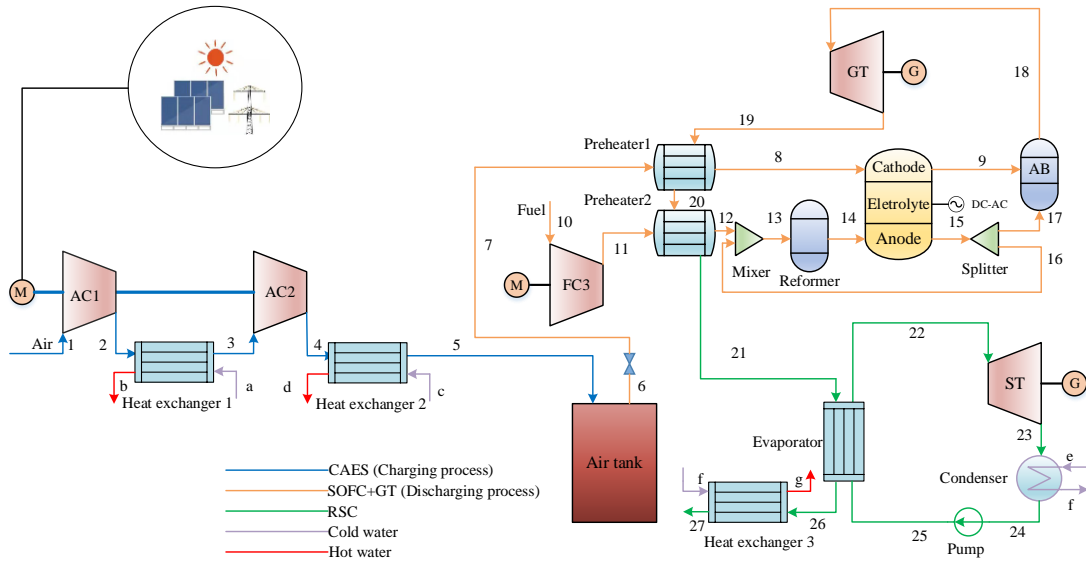 GT
G
18
19
Preheater1
8
Cathode
9
AB
Preheater2
20
Eletrolyte
DC-AC
Fuel
10
12
13
14
15
17
7
11
Anode
16
Mixer
Reformer
Splitter
M
FC3
M
AC1
AC2
Air
1
2
3
4
5
6
21
22
b
a
d
c
Heat exchanger 1
Heat exchanger 2
ST
G
23
Evaporator
Air tank
e
Condenser
f
f
g
CAES (Charging process)
SOFC+GT (Discharging process)
RSC
Cold water
Hot water
27
26
25
24
Heat exchanger 3
Pump